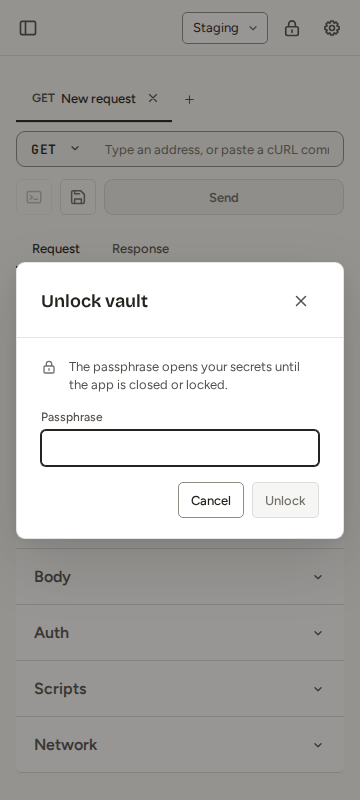 Staging
GET New request
GET Type an address, or paste a cURL com
Send
Request Response
Unlock vault
The passphrase opens your secrets until
the app is closed or locked.
Passphrase
Cancel Unlock
Body
Auth
Scripts
Network